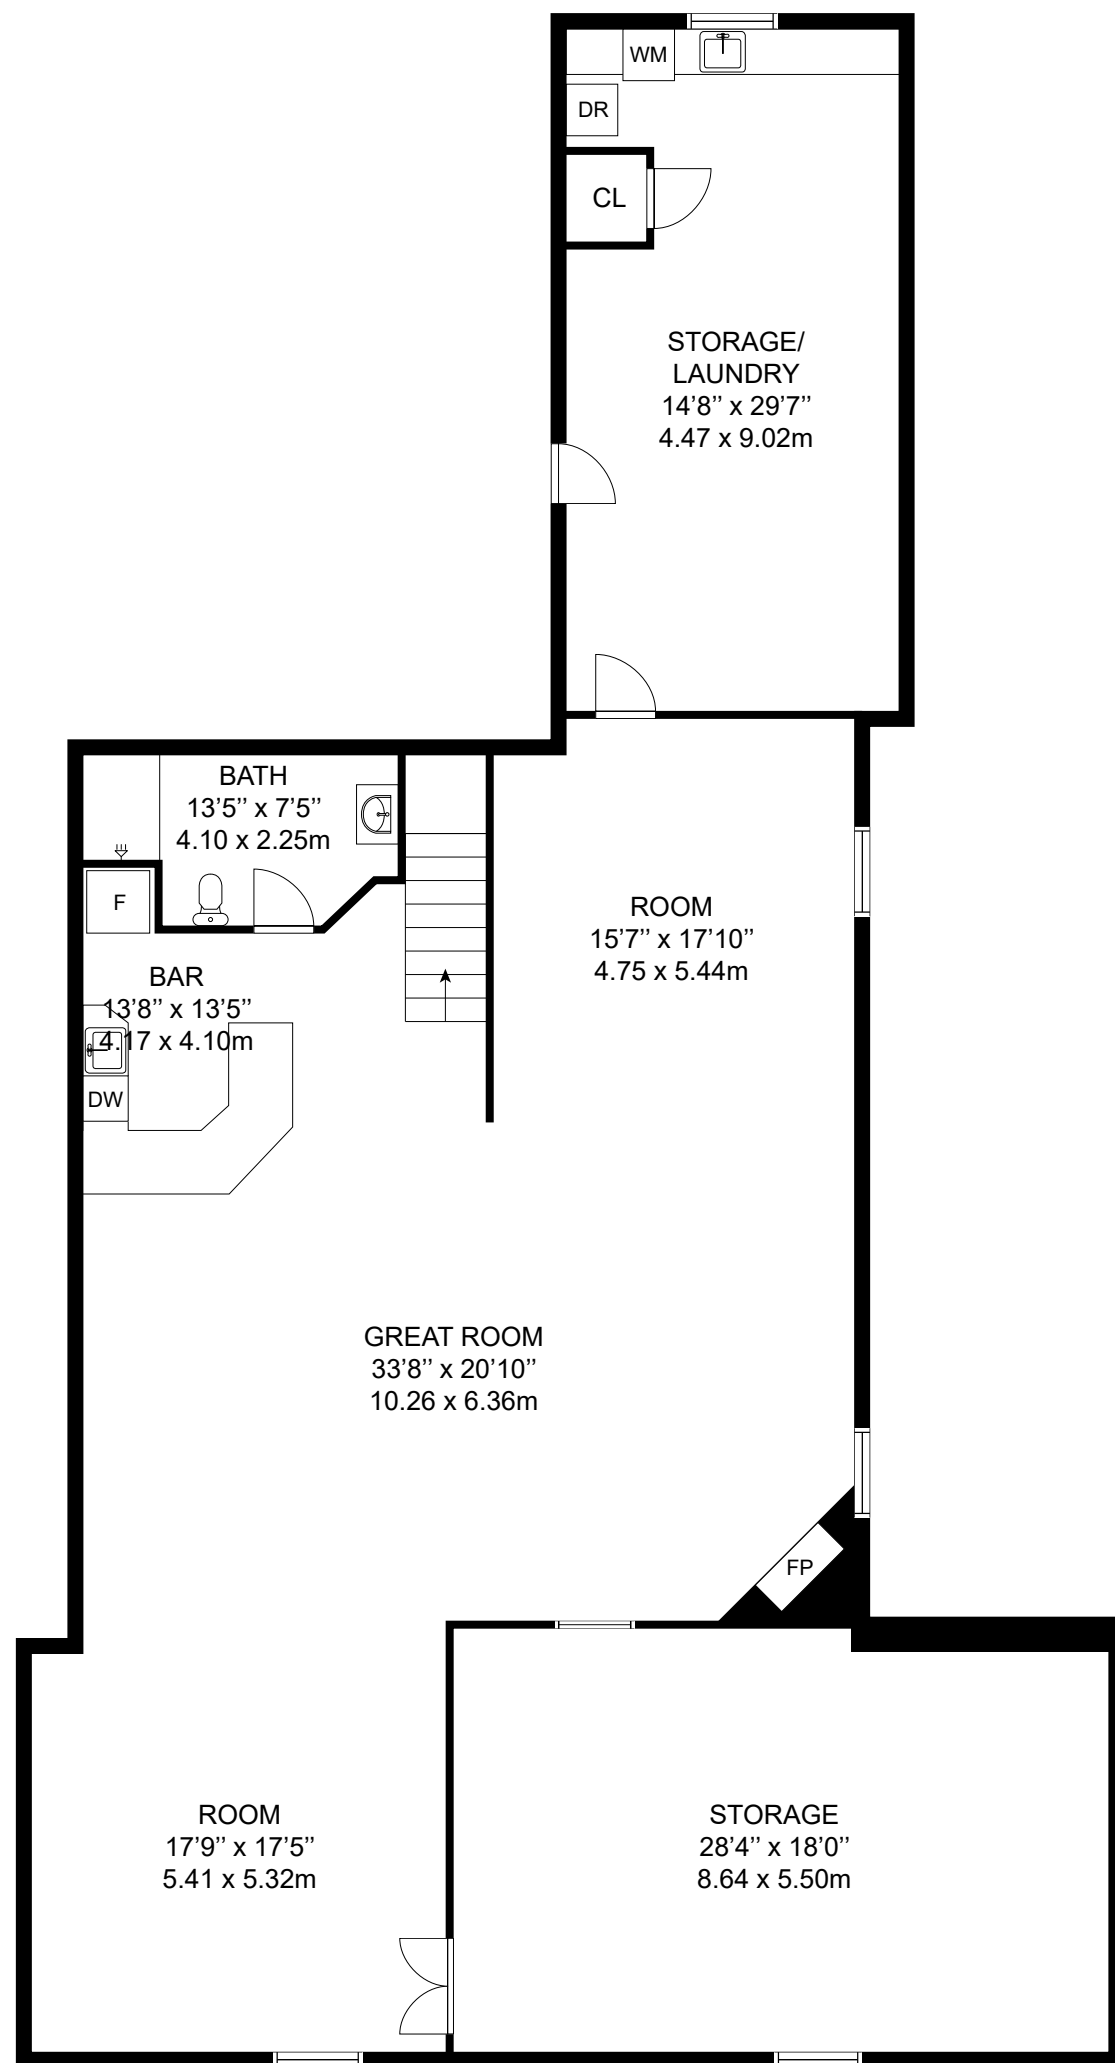 WM
DR
CL
STORAGE/
LAUNDRY
14’8’’ x 29’7’’
4.47 x 9.02m
BATH
13’5’’ x 7’5’’
4.10 x 2.25m
F
ROOM
15’7’’ x 17’10’’
4.75 x 5.44m
BAR
13’8’’ x 13’5’’
4.17 x 4.10m
DW
GREAT ROOM
33’8’’ x 20’10’’
10.26 x 6.36m
FP
ROOM
17’9’’ x 17’5’’
5.41 x 5.32m
STORAGE
28’4’’ x 18’0’’
8.64 x 5.50m